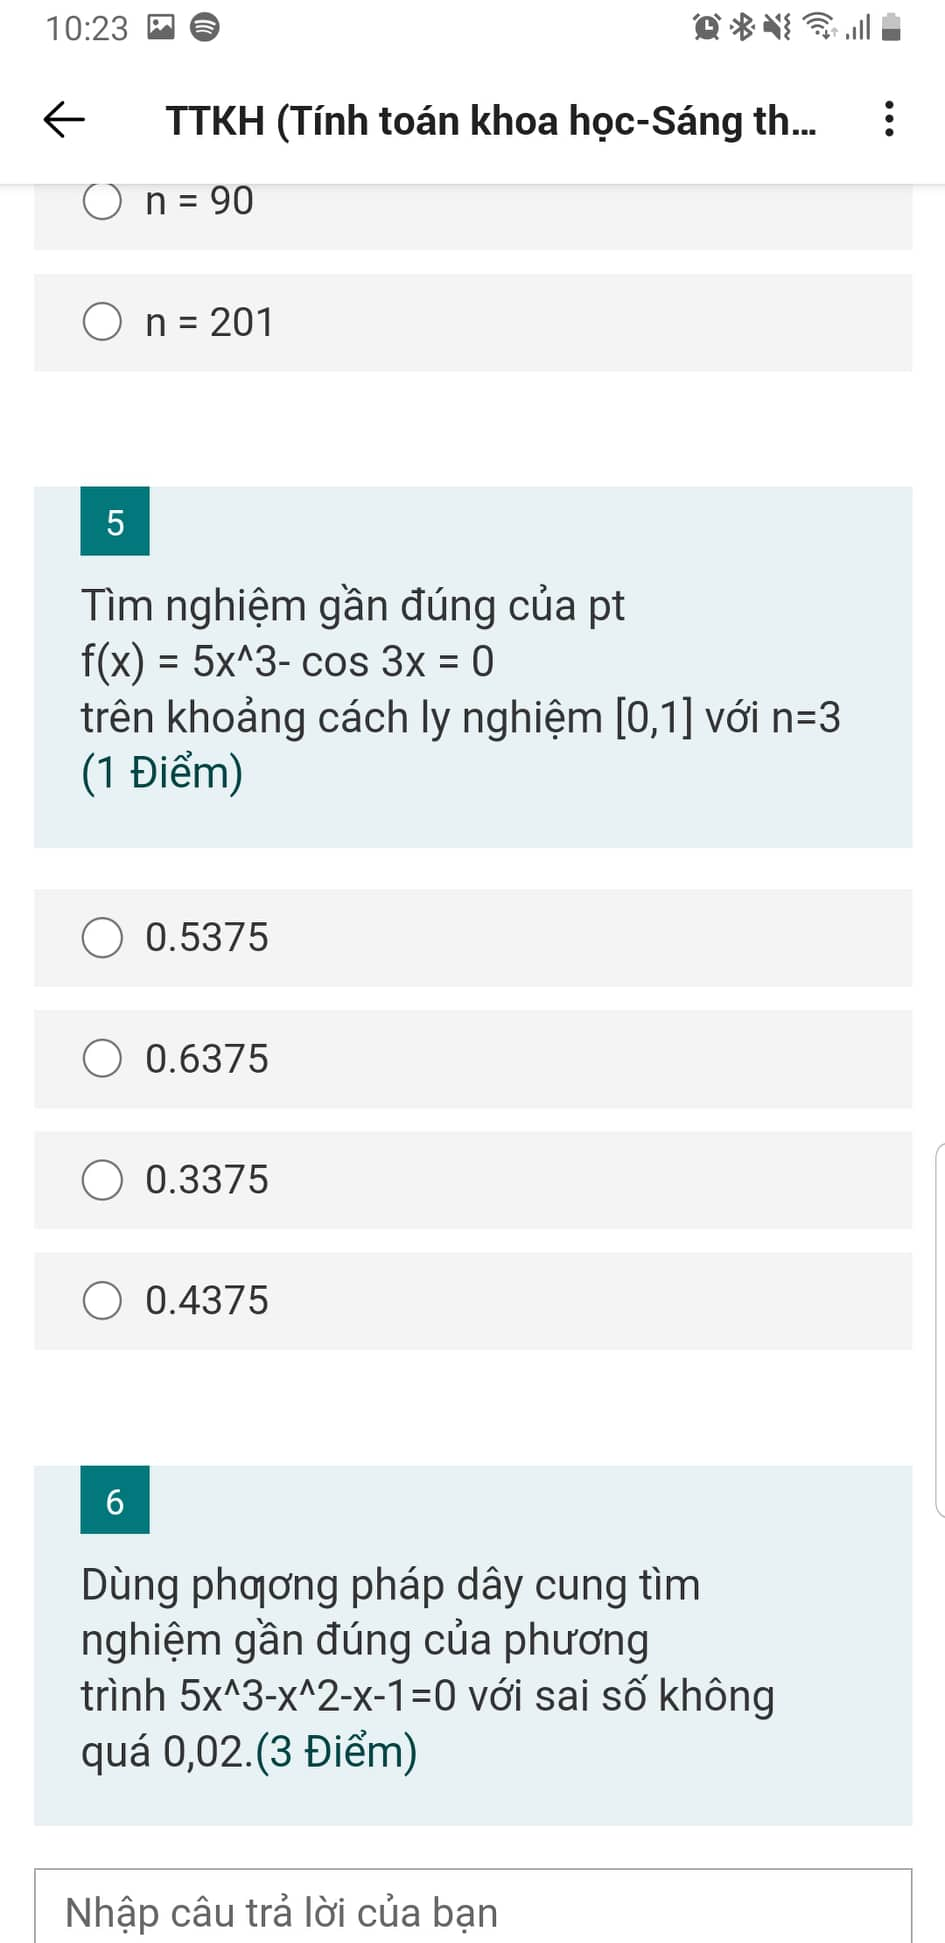 10:23
TTKH (Tính toán khoa học-Sáng th...
n = 90
n = 201
5
Tìm nghiệm gần đúng của pt
f(x) = 5x^3- cos 3x = 0
trên khoảng cách ly nghiệm [0,1] với n=3
(1 Điểm)
0.5375
0.6375
0.3375
0.4375
6
Dùng phƣơng pháp dây cung tìm
nghiệm gần đúng của phương
trình 5x^3-x^2-x-1=0 với sai số không
quá 0,02.(3 Điểm)
Nhập câu trả lời của bạn